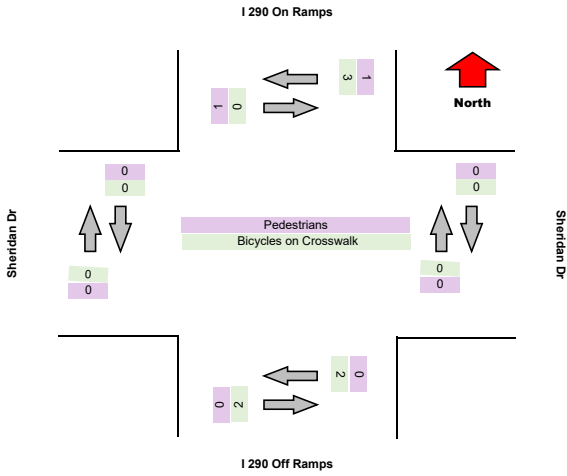 I 290 On Ramps
3 1
1 0
North
0
0
0
0
Sheridan Dr
Pedestrians
Bicycles on Crosswalk
Sheridan Dr
0
0
0
0
2 0
0 2
I 290 Off Ramps